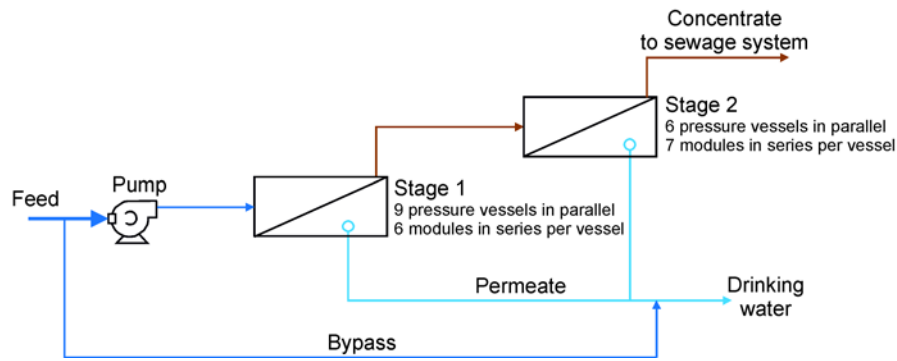 Concentrate
to sewage system
Stage 2
6 pressure vessels in parallel
7 modules in series per vessel
Pump
Feed
Stage 1
9 pressure vessels in parallel
6 modules in series per vessel
Permeate
Drinking
water
Bypass